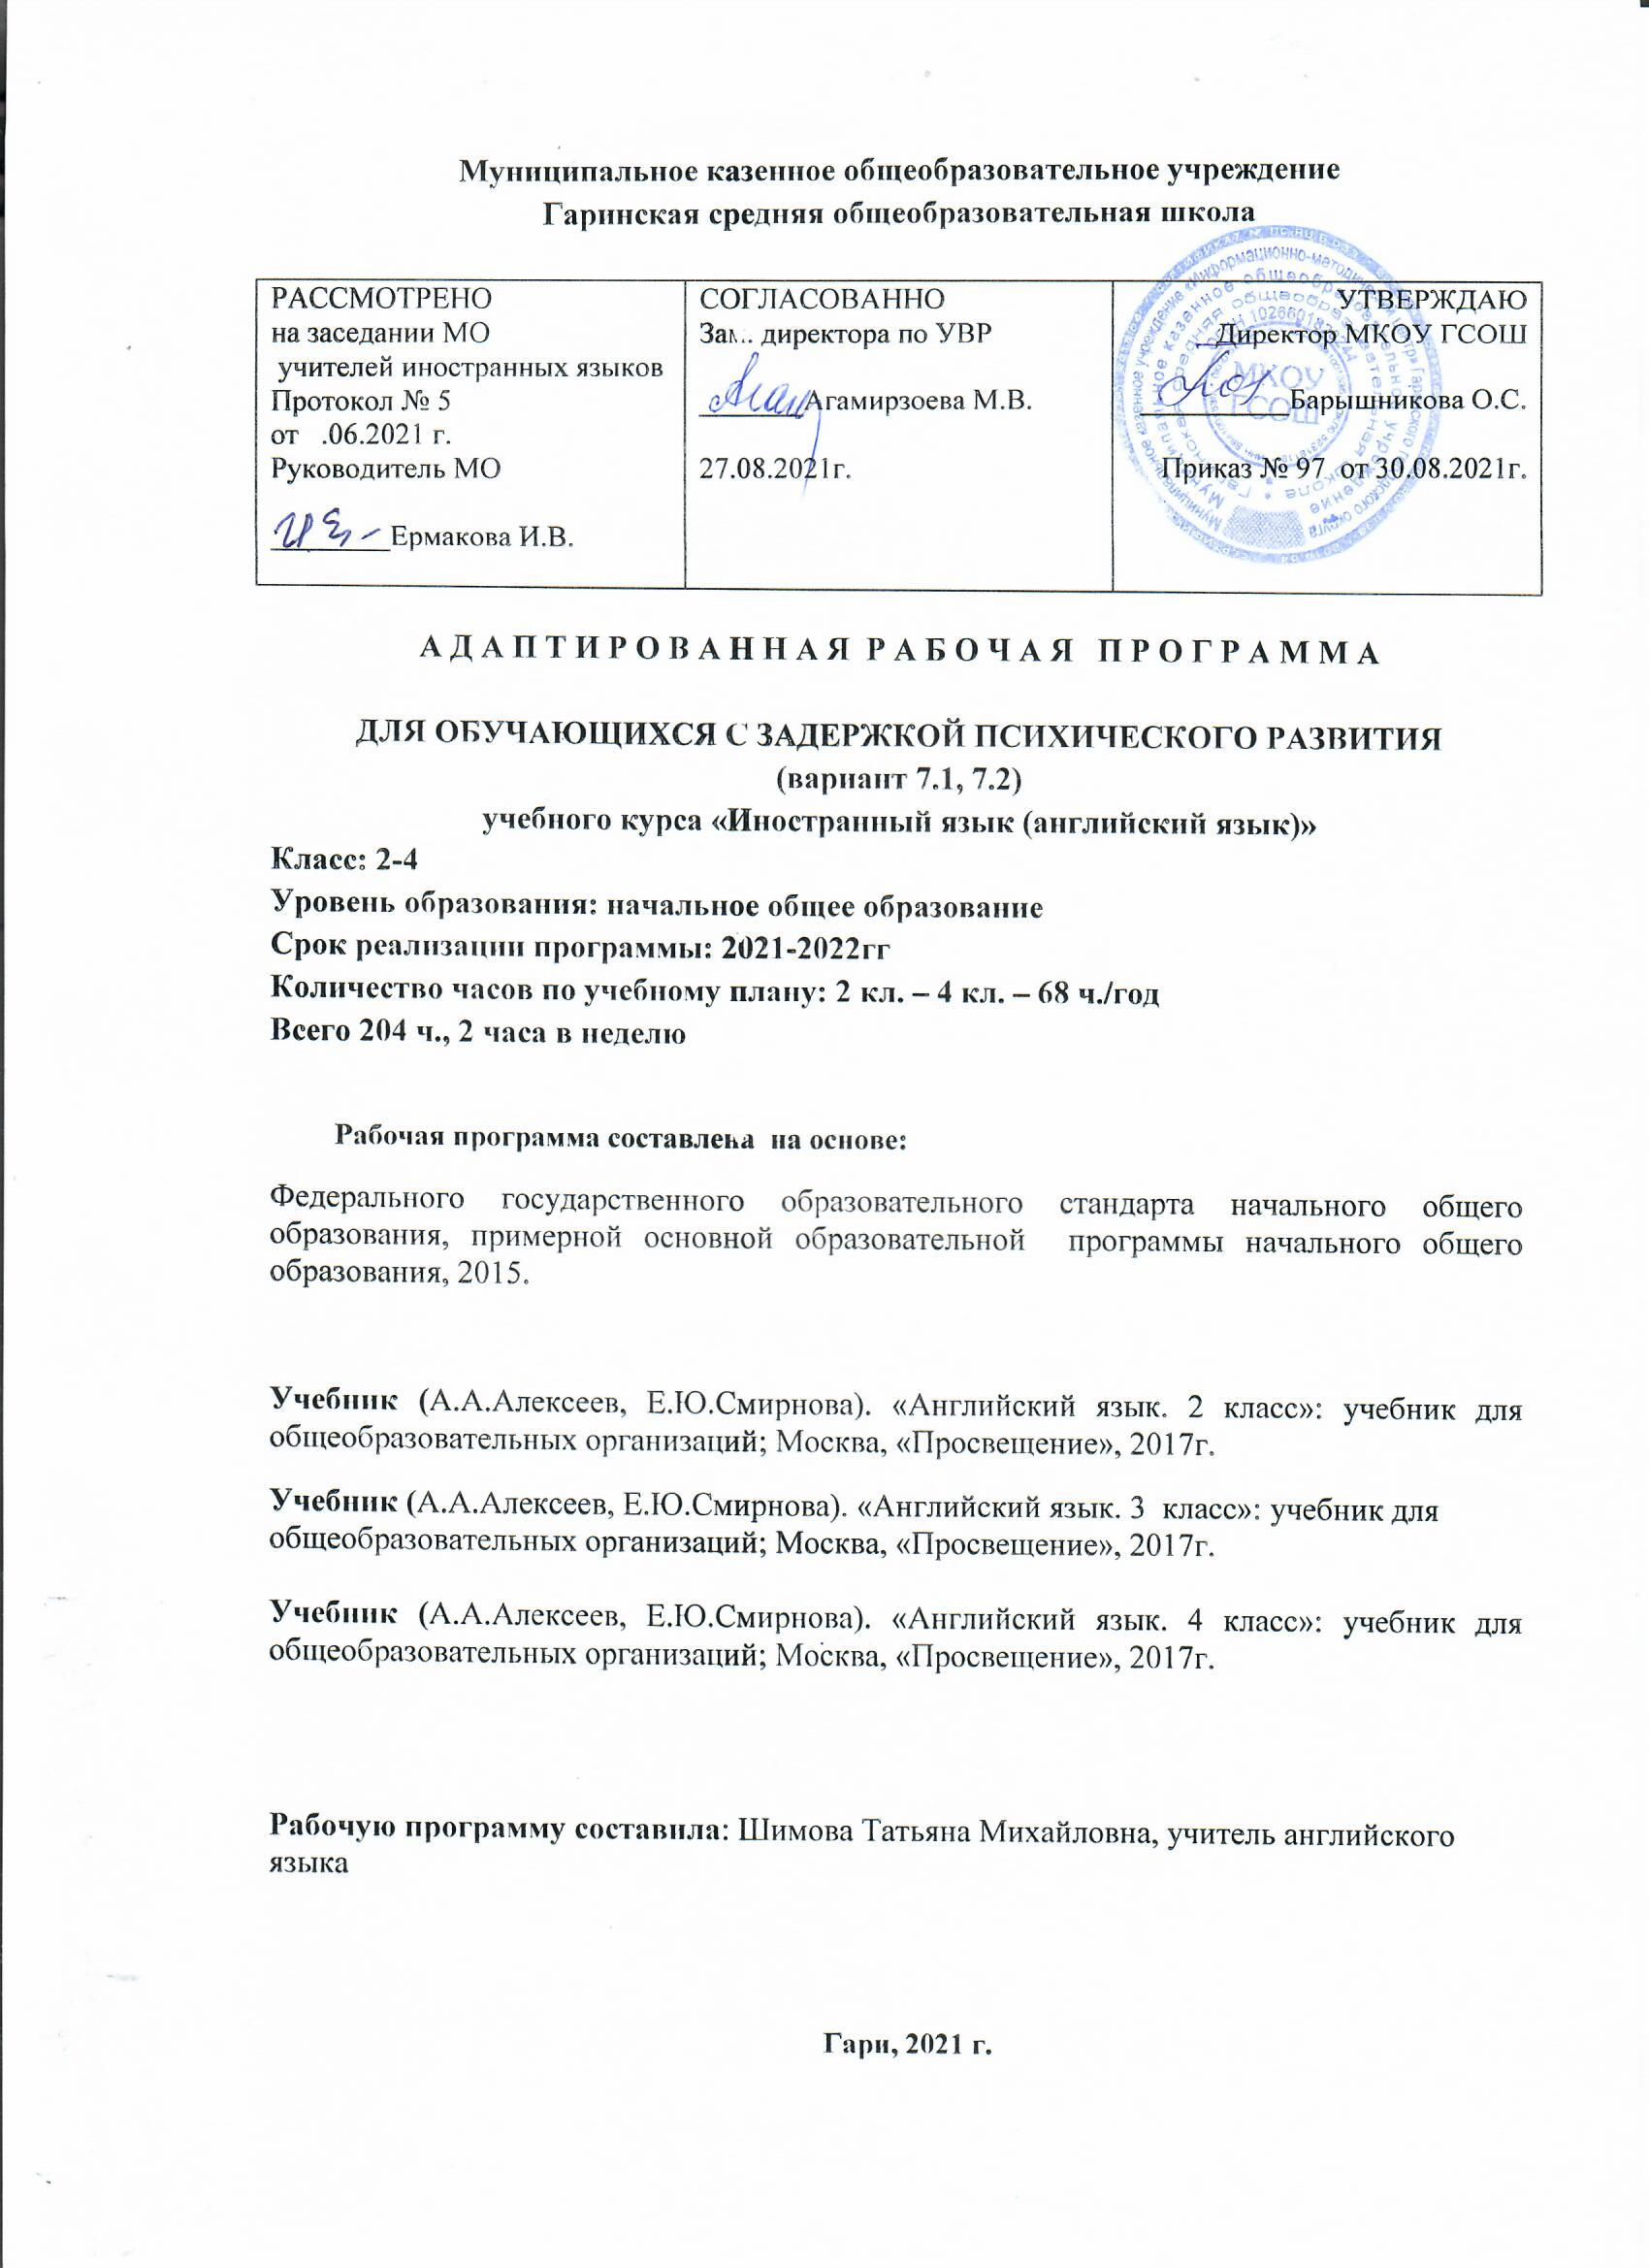 Муниципальное казенное общеобразовательное учреждение
Гаринская средняя общеобразовательная школа
РАССМОТРЕНО
на заседании МО
учителей иностранных языков
Протокол № 5
от .06.2021 г.
Руководитель МО
Ермакова И.В.
СОГЛАСОВАННО
Зам. директора по УВР
Агамирзоева М.В.
27.08.2021г.
УТВЕРЖДАЮ
Директор МКОУ ГСОШ
Барышникова О.С.
Приказ № 97 от 30.08.2021г.
МКОУ
ГСОШ
А Д А П Т И Р О В А Н Н А Я Р А Б О Ч А Я П Р О Г Р А М М А
ДЛЯ ОБУЧАЮЩИХСЯ С ЗАДЕРЖКОЙ ПСИХИЧЕСКОГО РАЗВИТИЯ
(вариант 7.1, 7.2)
учебного курса «Иностранный язык (английский язык)»
Класс: 2-4
Уровень образования: начальное общее образование
Срок реализации программы: 2021-2022гг
Количество часов по учебному плану: 2 кл. – 4 кл. – 68 ч./год
Всего 204 ч., 2 часа в неделю
Рабочая программа составлена на основе:
Федерального государственного образовательного стандарта начального общего
образования, примерной основной образовательной программы начального общего
образования, 2015.
Учебник (А.А.Алексеев, Е.Ю.Смирнова). «Английский язык. 2 класс»: учебник для
общеобразовательных организаций; Москва, «Просвещение», 2017г.
Учебник (А.А.Алексеев, Е.Ю.Смирнова). «Английский язык. 3 класс»: учебник для
общеобразовательных организаций; Москва, «Просвещение», 2017г.
Учебник (А.А.Алексеев, Е.Ю.Смирнова). «Английский язык. 4 класс»: учебник для
общеобразовательных организаций; Москва, «Просвещение», 2017г.
Рабочую программу составила: Шимова Татьяна Михайловна, учитель английского
языка
Гари, 2021 г.